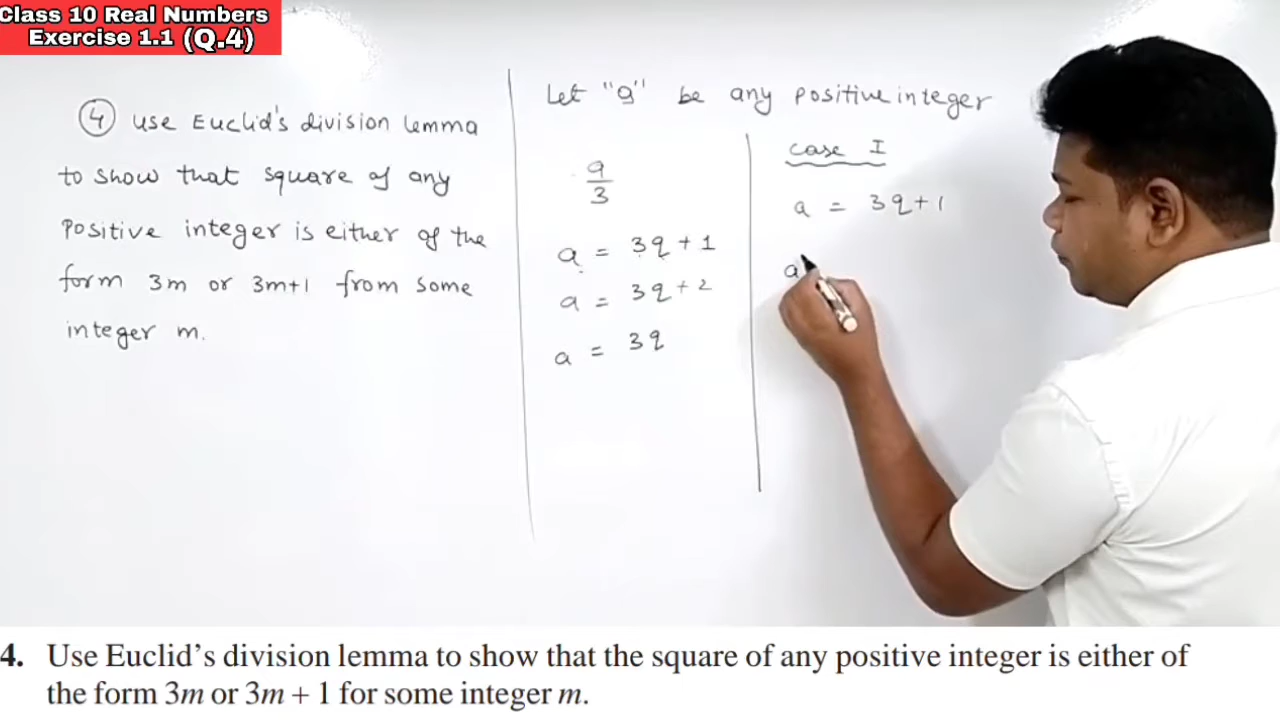 Class 10 Real Numbers
Exercise 1.1 (Q.4)
4 Use Euclid's division lemma
to show that square of any
Positive integer is either of the
form 3m or 3m+1 from some
integer m.
Let "a" be any positive integer
a
3
a = 3q + 1
a = 3q + 2
a = 3q
Case I
a = 3q+1
a
4. Use Euclid's division lemma to show that the square of any positive integer is either of
the form 3m or 3m + 1 for some integer m.